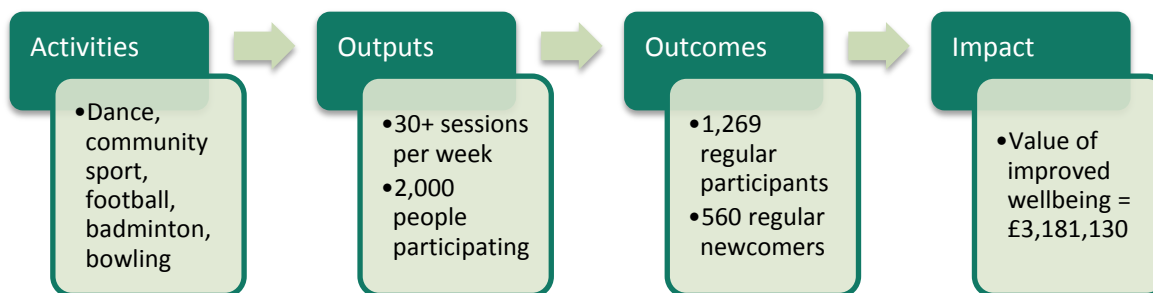 Activities
•Dance,
community
sport,
football,
badminton,
bowling
Outputs
•30+ sessions
per week
•2,000
people
participating
Outcomes
•1,269
regular
participants
•560 regular
newcomers
Impact
•Value of
improved
wellbeing =
£3,181,130